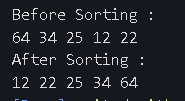 Before Sorting :
64 34 25 12 22
After Sorting :
12 22 25 34 64